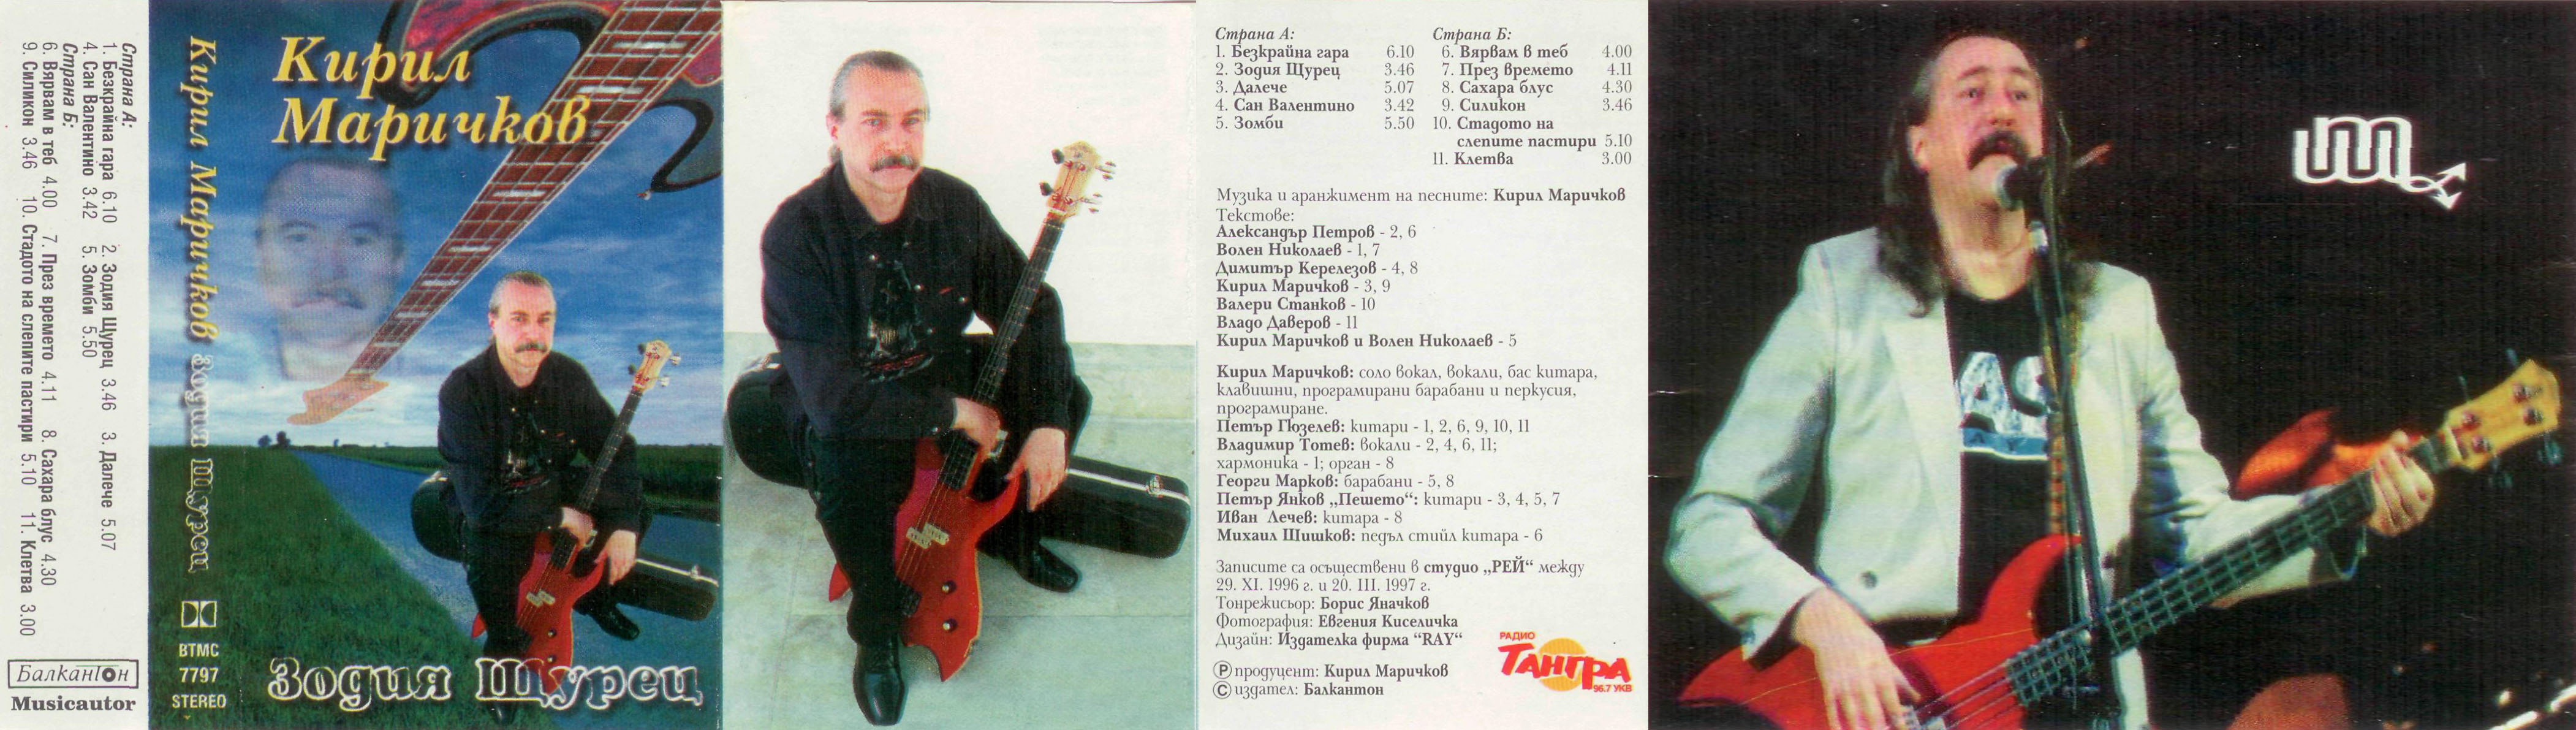 Страна А:
1. Безкрайна гара 6.10 2. Зодия Щурец 3.46 3. Далече 5.07
4. Сан Валентино 3.42 5. Зомби 5.50
Страна Б:
6. Вярвам в теб 4.00 7. През времето 4.11 8. Сахара блус 4.30
9. Силикон 3.46 10. Стадото на слепите пастири 5.10 11. Клетва 3.00
Балкантон
Musicautor
Кирил Маричков Зодия Щурец
BTMC
7797
STEREO
Кирил
Маричков
Зодия Щурец
Страна А:
1. Безкрайна гара 6.10
2. Зодия Щурец 3.46
3. Далече 5.07
4. Сан Валентино 3.42
5. Зомби 5.50
Страна Б:
6. Вярвам в теб 4.00
7. През времето 4.11
8. Сахара блус 4.30
9. Силикон 3.46
10. Стадото на
слепите пастири 5.10
11. Клетва 3.00
Музика и аранжимент на песните: Кирил Маричков
Текстове:
Александър Петров - 2, 6
Волен Николаев - 1, 7
Димитър Керелезов - 4, 8
Кирил Маричков - 3, 9
Валери Станков - 10
Владо Даверов - 11
Кирил Маричков и Волен Николаев - 5
Кирил Маричков: соло вокал, вокали, бас китара,
клавишни, програмирани барабани и перкусия,
програмиране.
Петър Гюзелев: китари - 1, 2, 6, 9, 10, 11
Владимир Тотев: вокали - 2, 4, 6, 11;
хармоника - 1; орган - 8
Георги Марков: барабани - 5, 8
Петър Янков „Пешето“: китари - 3, 4, 5, 7
Иван Лечев: китара - 8
Михаил Шишков: педъл стийл китара - 6
Записите са осъществени в студио „РЕЙ“ между
29. XI. 1996 г. и 20. III. 1997 г.
Тонрежисьор: Борис Яначков
Фотография: Евгения Киселичка
Дизайн: Издателка фирма “RAY“
Ⓟ продуцент: Кирил Маричков
Ⓒ издател: Балкантон
РАДИО
ТАНГРА
96.7 УКВ